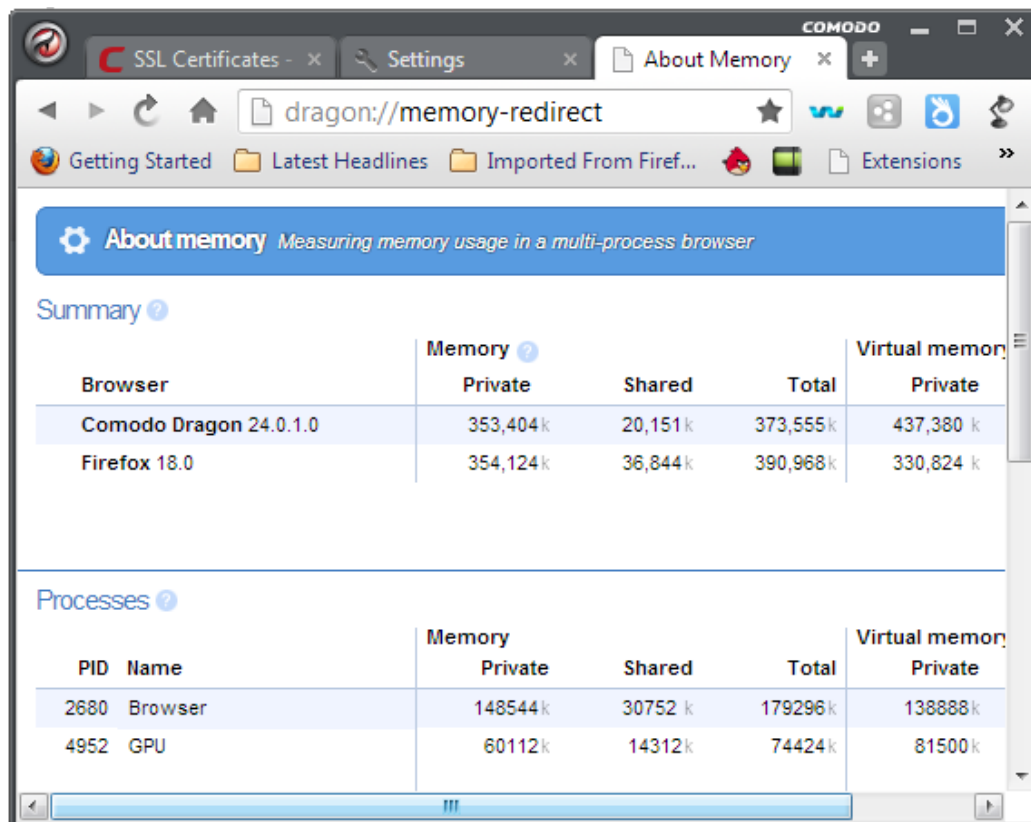 COMODO
SSL Certificates - Settings About Memory
dragon://memory-redirect
Getting Started Latest Headlines Imported From Firef... Extensions »
About memory Measuring memory usage in a multi-process browser
Summary ?
Memory ? Virtual memory
Browser Private Shared Total Private
Comodo Dragon 24.0.1.0 353,404k 20,151k 373,555k 437,380 k
Firefox 18.0 354,124k 36,844k 390,968k 330,824 k
Processes ?
Memory Virtual memory
PID Name Private Shared Total Private
2680 Browser 148544k 30752 k 179296k 138888k
4952 GPU 60112k 14312k 74424k 81500k